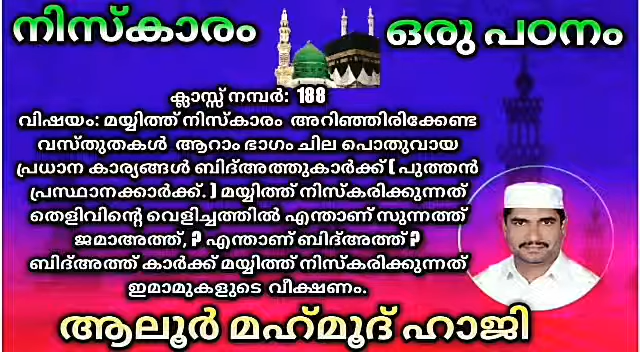 നിസ്കാരം ഒരു പഠനം
ക്ലാസ്സ് നമ്പർ: 188
വിഷയം: മയ്യിത്ത് നിസ്കാരം അറിഞ്ഞിരിക്കേണ്ട
വസ്തുതകൾ ആറാം ഭാഗം ചില പൊതുവായ
പ്രധാന കാര്യങ്ങൾ ബിദ്അത്തുകാർക്ക് ( പുത്തൻ
പ്രസ്ഥാനക്കാർക്ക്. ) മയ്യിത്ത് നിസ്കരിക്കുന്നത്
തെളിവിന്റെ വെളിച്ചത്തിൽ എന്താണ് സുന്നത്ത്
ജമാഅത്ത്, ? എന്താണ് ബിദ്അത്ത് ?
ബിദ്അത്ത് കാർക്ക് മയ്യിത്ത് നിസ്കരിക്കുന്നത്
ഇമാമുകളുടെ വീക്ഷണം.
ആലൂർ മഹ്‌മൂദ് ഹാജി